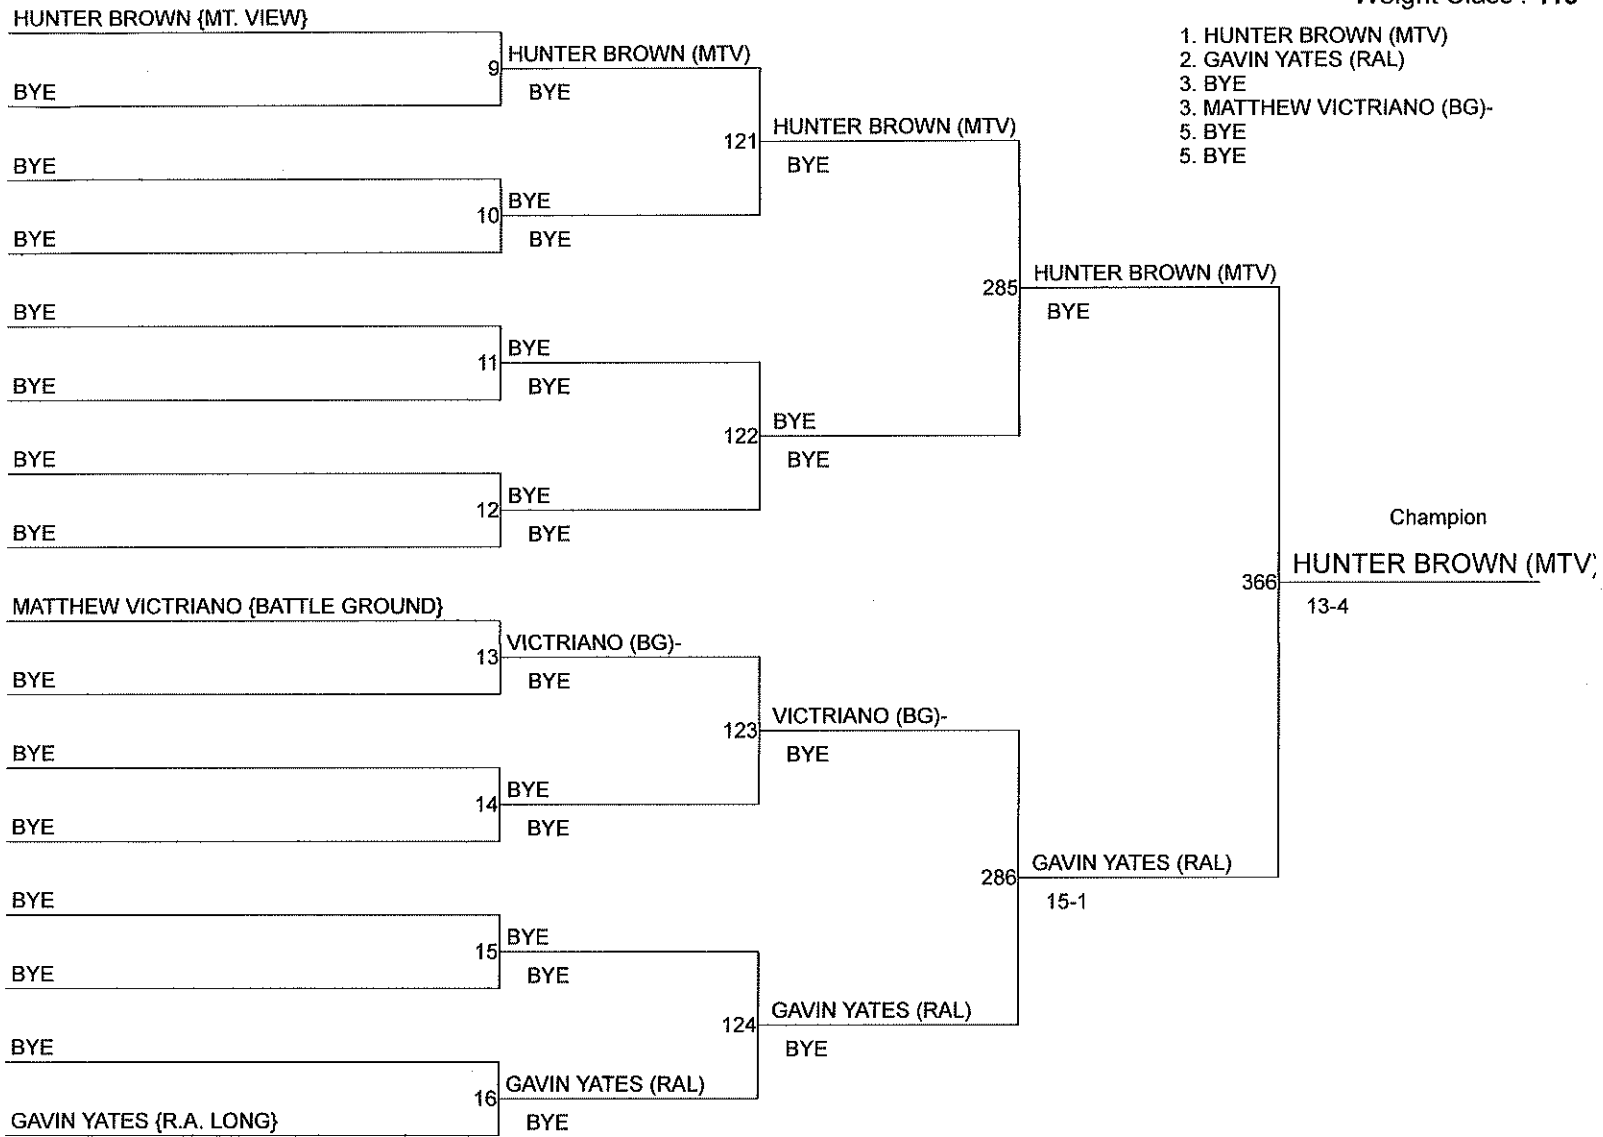 HUNTER BROWN {MT. VIEW}
BYE
9
HUNTER BROWN (MTV)
BYE
BYE
BYE
10
BYE
BYE
121
HUNTER BROWN (MTV)
BYE
BYE
BYE
11
BYE
BYE
BYE
BYE
12
BYE
BYE
122
BYE
BYE
285
HUNTER BROWN (MTV)
BYE
MATTHEW VICTRIANO {BATTLE GROUND}
BYE
13
VICTRIANO (BG)-
BYE
BYE
BYE
14
BYE
BYE
123
VICTRIANO (BG)-
BYE
BYE
BYE
15
BYE
BYE
BYE
GAVIN YATES {R.A. LONG}
16
GAVIN YATES (RAL)
BYE
124
GAVIN YATES (RAL)
BYE
286
GAVIN YATES (RAL)
15-1
Champion
366
HUNTER BROWN (MTV)
13-4
1. HUNTER BROWN (MTV)
2. GAVIN YATES (RAL)
3. BYE
3. MATTHEW VICTRIANO (BG)-
5. BYE
5. BYE